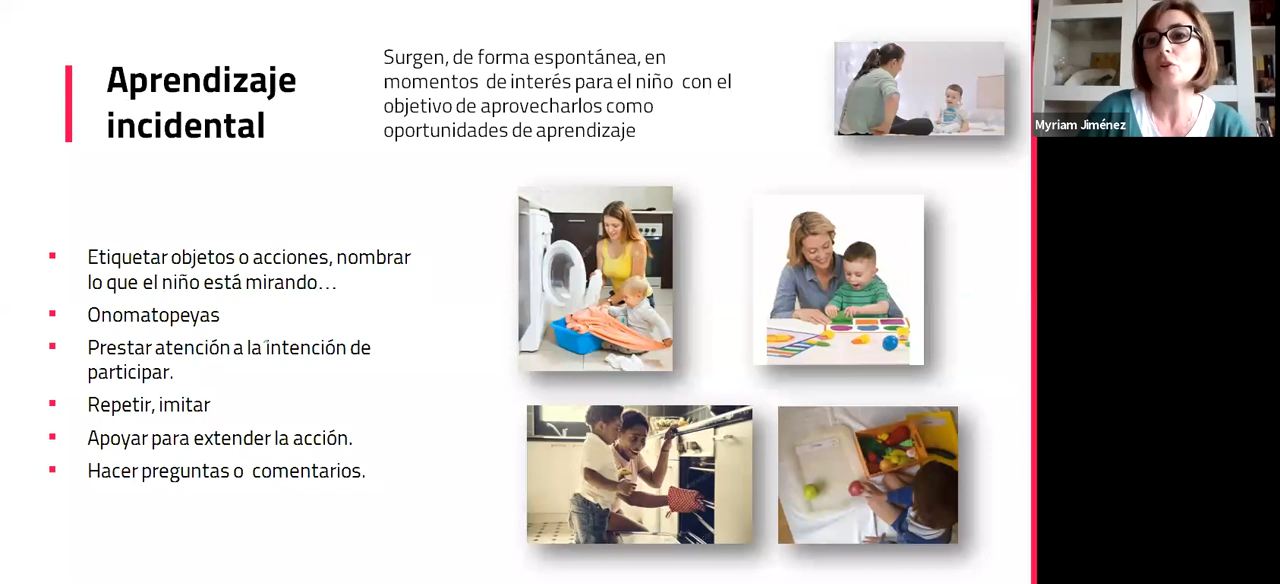 Aprendizaje
incidental
Surgen, de forma espontánea, en
momentos de interés para el niño con el
objetivo de aprovecharlos como
oportunidades de aprendizaje
Myriam Jiménez
Etiquetar objetos o acciones, nombrar
lo que el niño está mirando…
Onomatopeyas
Prestar atención a la intención de
participar.
Repetir, imitar
Apoyar para extender la acción.
Hacer preguntas o comentarios.